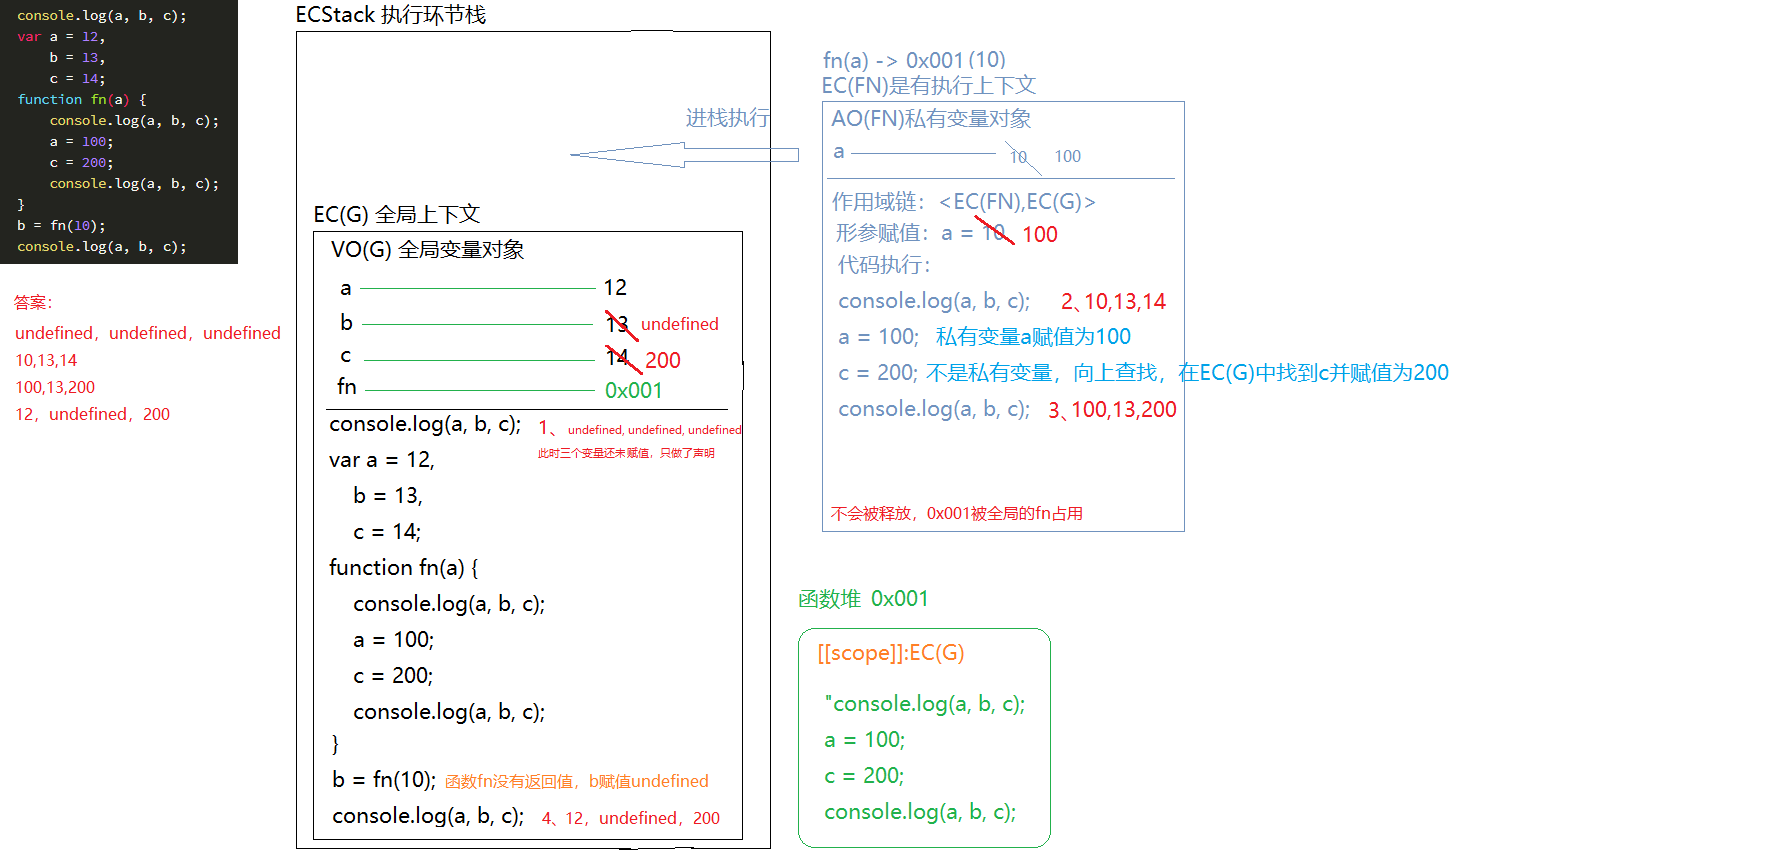 console.log(a, b, c);
var a = 12,
b = 13,
c = 14;
function fn(a) {
console.log(a, b, c);
a = 100;
c = 200;
console.log(a, b, c);
}
b = fn(10);
console.log(a, b, c);
答案：
undefined，undefined，undefined
10,13,14
100,13,200
12，undefined，200
ECStack 执行环节栈
进栈执行
EC(G) 全局上下文
VO(G) 全局变量对象
a 12
b 13 undefined
c 14 200
fn 0x001
console.log(a, b, c); 1、undefined, undefined, undefined
此时三个变量还未赋值，只做了声明
var a = 12,
b = 13,
c = 14;
function fn(a) {
console.log(a, b, c);
a = 100;
c = 200;
console.log(a, b, c);
}
b = fn(10); 函数fn没有返回值，b赋值undefined
console.log(a, b, c); 4、12，undefined，200
fn(a) -> 0x001 (10)
EC(FN)是有执行上下文
AO(FN)私有变量对象
a 10 100
作用域链：<EC(FN),EC(G)>
形参赋值：a = 10 100
代码执行：
console.log(a, b, c); 2、10,13,14
a = 100; 私有变量a赋值为100
c = 200; 不是私有变量，向上查找，在EC(G)中找到c并赋值为200
console.log(a, b, c); 3、100,13,200
不会被释放，0x001被全局的fn占用
函数堆 0x001
[[scope]]:EC(G)
"console.log(a, b, c);
a = 100;
c = 200;
console.log(a, b, c);